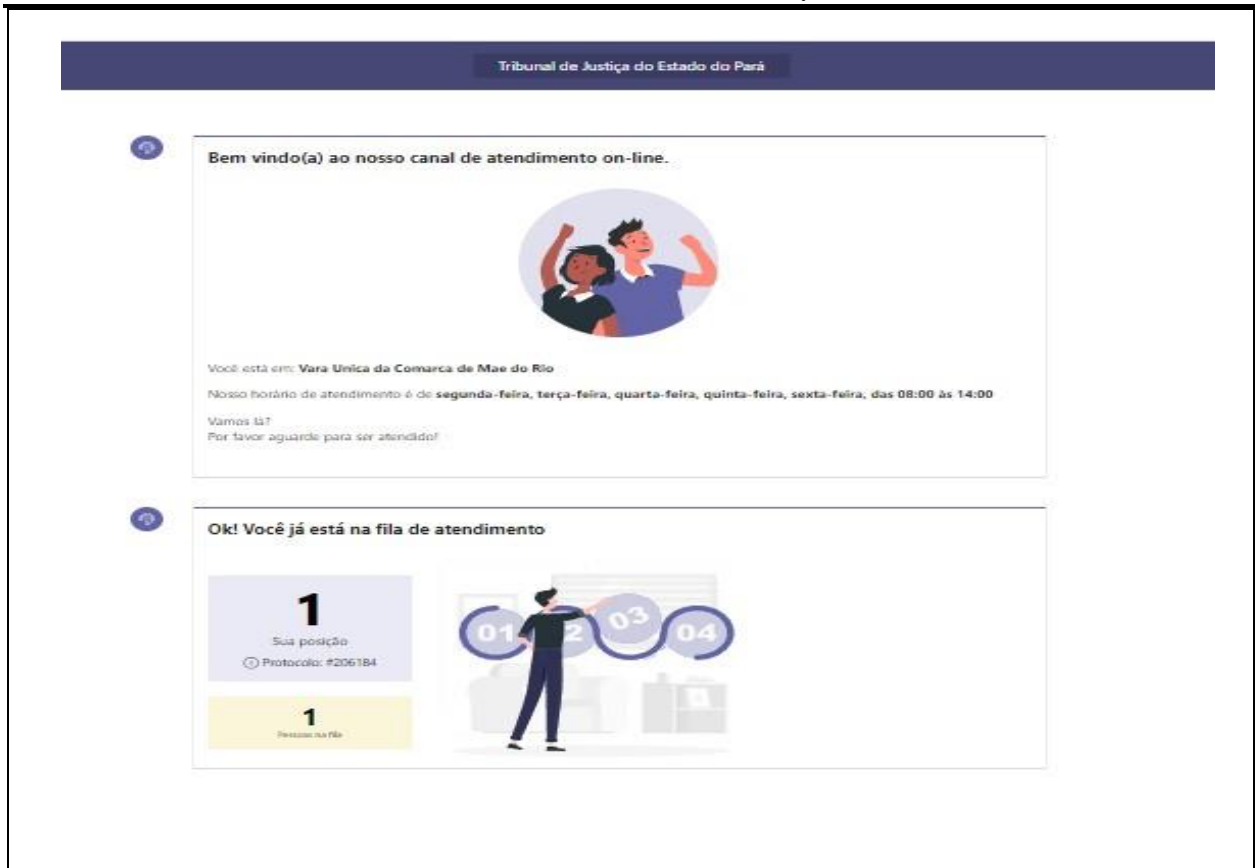 Tribunal de Justiça do Estado do Pará
Bem vindo(a) ao nosso canal de atendimento on-line.
Você está em: Vara Unica da Comarca de Mae do Rio
Nosso horário de atendimento é de segunda-feira, terça-feira, quarta-feira, quinta-feira, sexta-feira, das 08:00 às 14:00
Vamos lá?
Por favor aguarde para ser atendido!
Ok! Você já está na fila de atendimento
1
Sua posição
Protocolo: #206184
1
Pessoas na fila
01 2 03 04